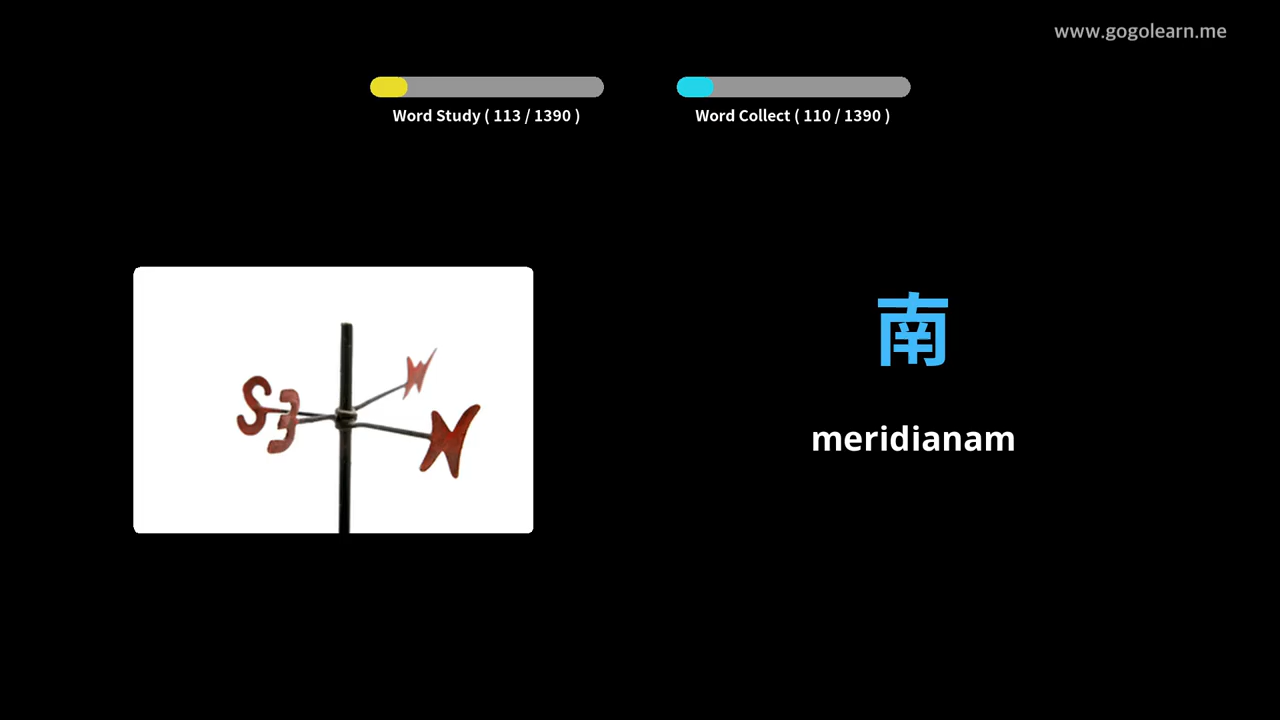 www.gogolearn.me
Word Study ( 113 / 1390 )
Word Collect ( 110 / 1390 )
S E N W
南
meridianam